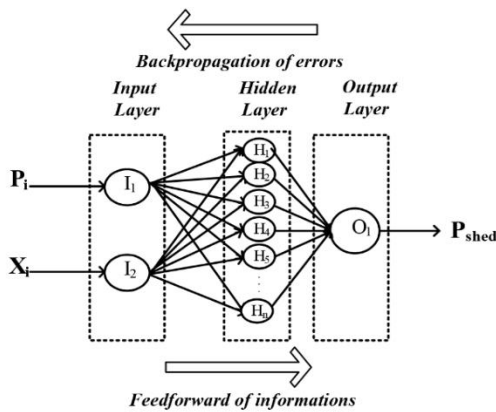 Backpropagation of errors
Input Layer
Hidden Layer
Output Layer
Pi
I1
Xi
I2
H1
H2
H3
H4
H5
Hn
O1
Pshed
Feedforward of informations